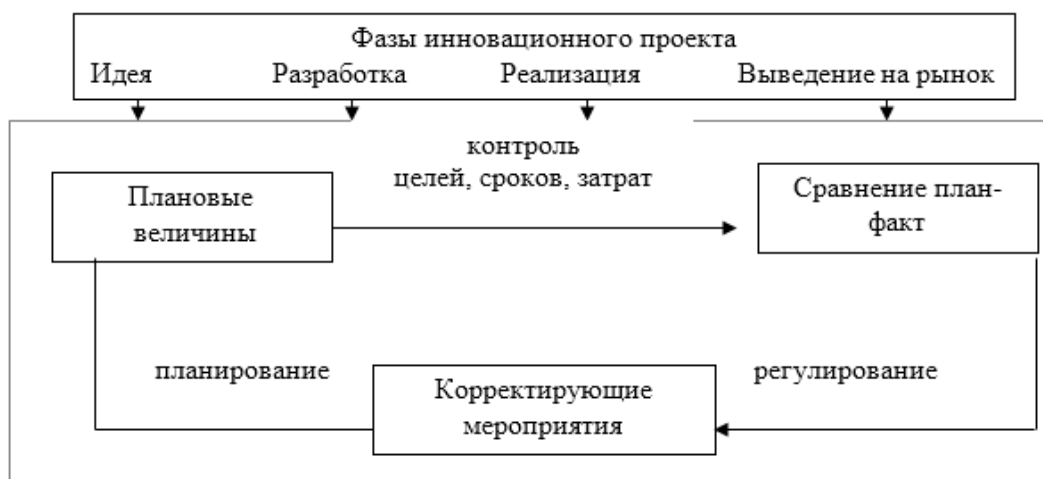 Фазы инновационного проекта
Идея Разработка Реализация Выведение на рынок
контроль
целей, сроков, затрат
Плановые
величины
Сравнение план-
факт
планирование
регулирование
Корректирующие
мероприятия